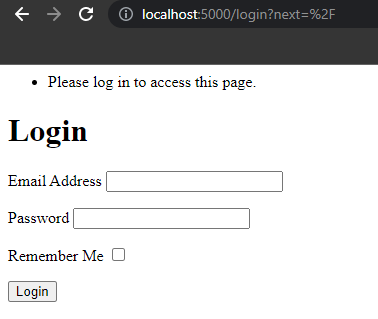 localhost:5000/login?next=%2F
Please log in to access this page.
Login
Email Address
Password
Remember Me
Login